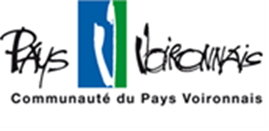 PAYS VOIRONNAIS
Communauté du Pays Voironnais